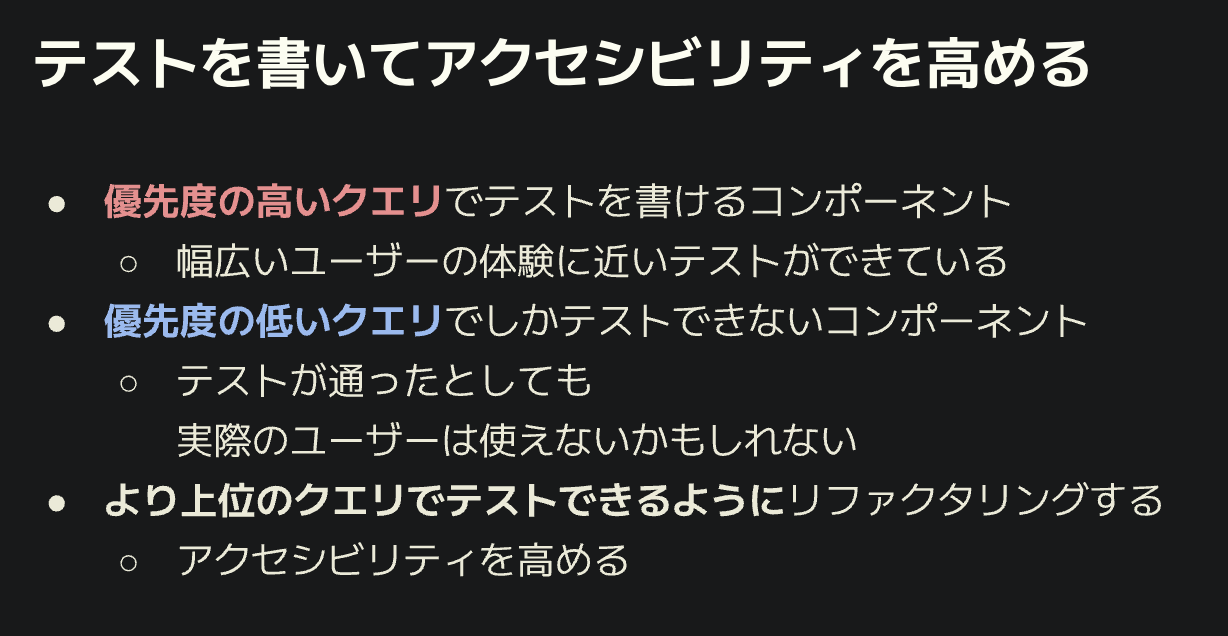 テストを書いてアクセシビリティを高める
● 優先度の高いクエリでテストを書けるコンポーネント
○ 幅広いユーザーの体験に近いテストができている
● 優先度の低いクエリでしかテストできないコンポーネント
○ テストが通ったとしても
実際のユーザーは使えないかもしれない
● より上位のクエリでテストできるようにリファクタリングする
○ アクセシビリティを高める